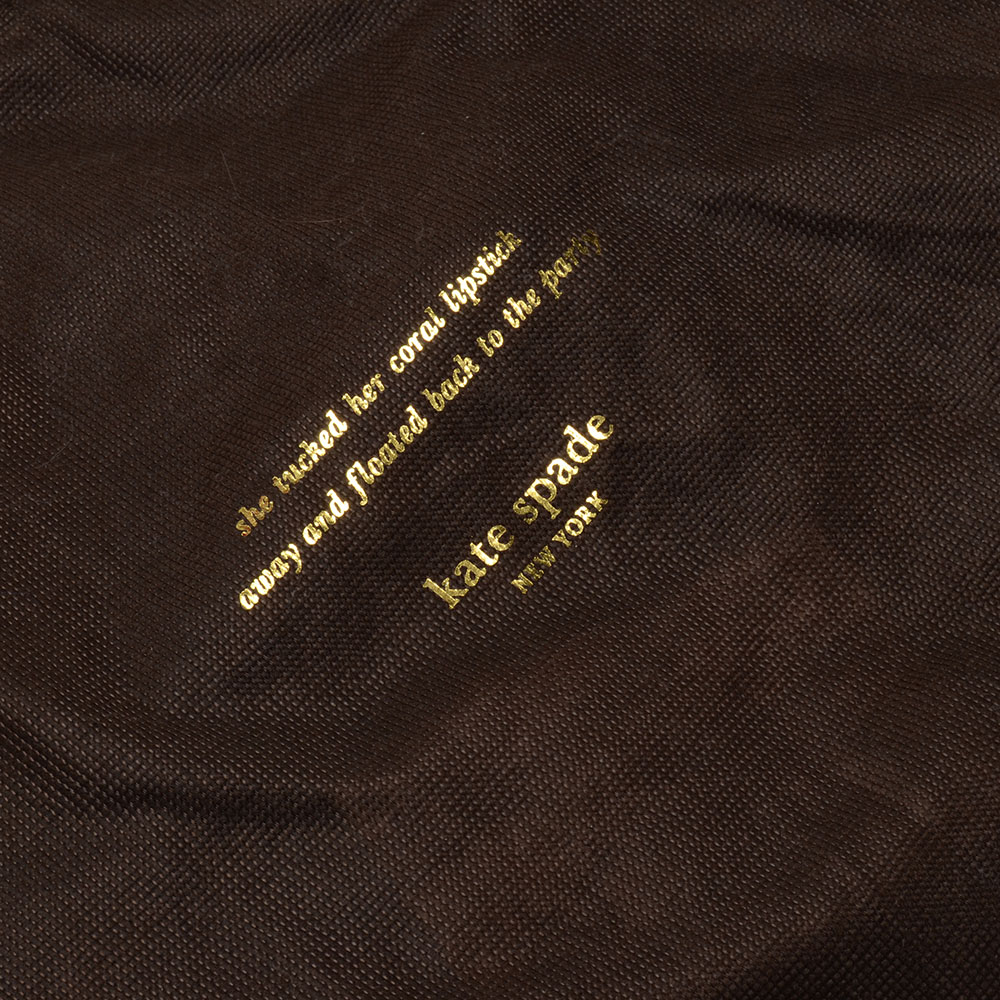 she tucked her coral lipstick
away and floated back to the party
kate spade
NEW YORK